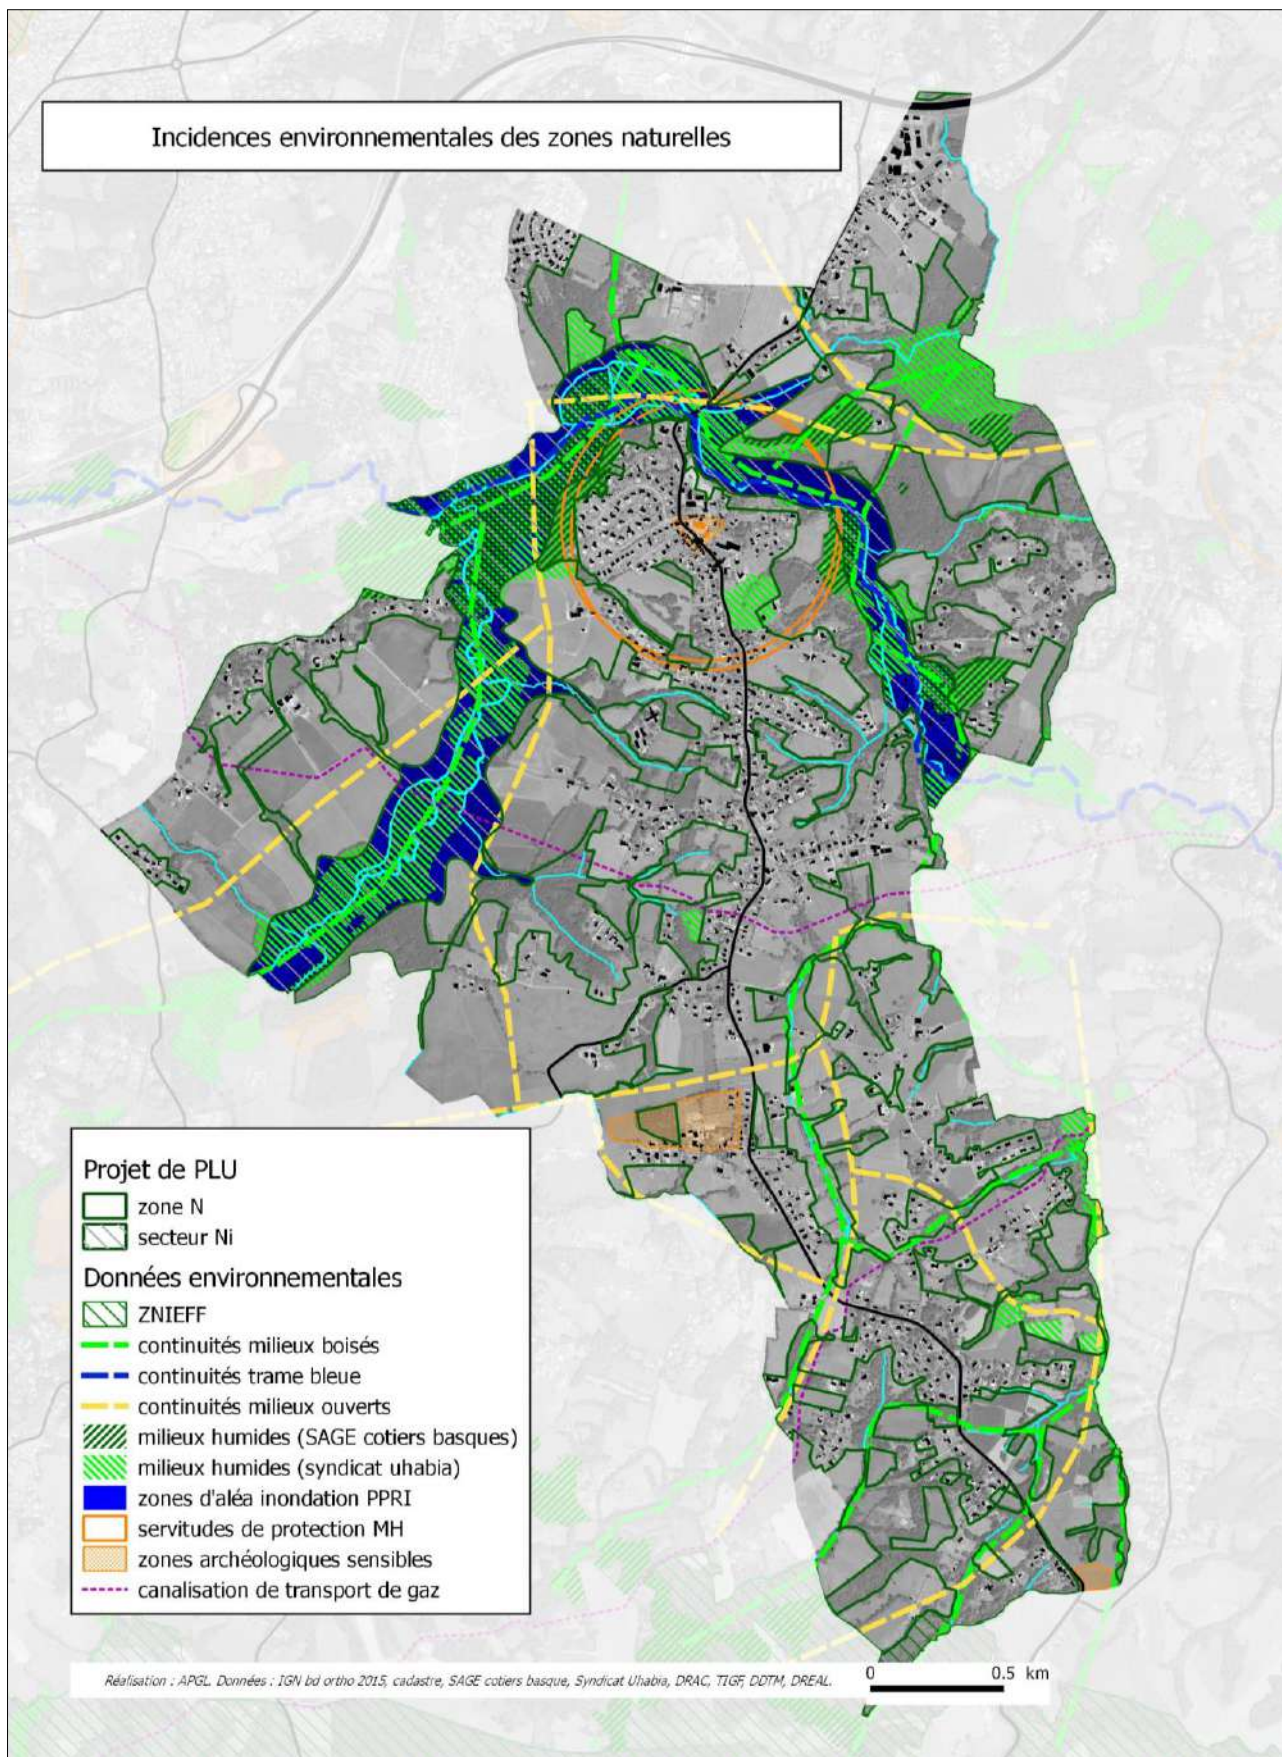 Incidences environnementales des zones naturelles
Projet de PLU
zone N
secteur Ni
Données environnementales
ZNIEFF
continuités milieux boisés
continuités trame bleue
continuités milieux ouverts
milieux humides (SAGE cotiers basques)
milieux humides (syndicat uhabia)
zones d'aléa inondation PPRI
servitudes de protection MH
zones archéologiques sensibles
canalisation de transport de gaz
Réalisation : APGL. Données : IGN bd ortho 2015, cadastre, SAGE cotiers basque, Syndicat Uhabia, DRAC, TIGF, DDTM, DREAL.
0 0.5 km